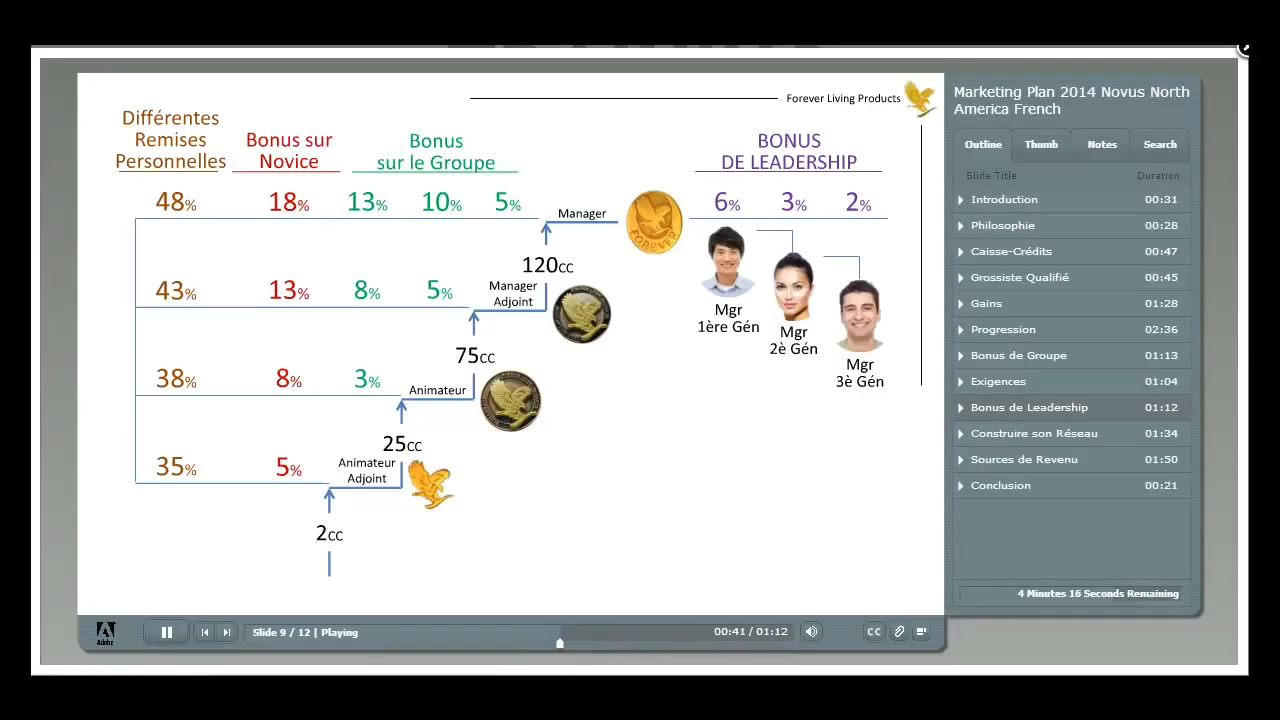 Forever Living Products
Différentes
Remises
Personnelles
Bonus sur
Novice
Bonus
sur le Groupe
BONUS
DE LEADERSHIP
48%
18%
13%
10%
5%
Manager
FOREVER
6%
3%
2%
120CC
43%
13%
8%
5%
Manager
Adjoint
Mgr
1ère Gén
Mgr
2è Gén
Mgr
3è Gén
75CC
38%
8%
3%
Animateur
25CC
35%
5%
Animateur
Adjoint
2CC
Marketing Plan 2014 Novus North
America French
Outline
Thumb
Notes
Search
Slide Title
Duration
Introduction 00:31
Philosophie 00:28
Caisse-Crédits 00:47
Grossiste Qualifié 00:45
Gains 01:28
Progression 02:36
Bonus de Groupe 01:13
Exigences 01:04
Bonus de Leadership 01:12
Construire son Réseau 01:34
Sources de Revenu 01:50
Conclusion 00:21
4 Minutes 16 Seconds Remaining
Adobe
Slide 9 / 12 | Playing
00:41 / 01:12
CC